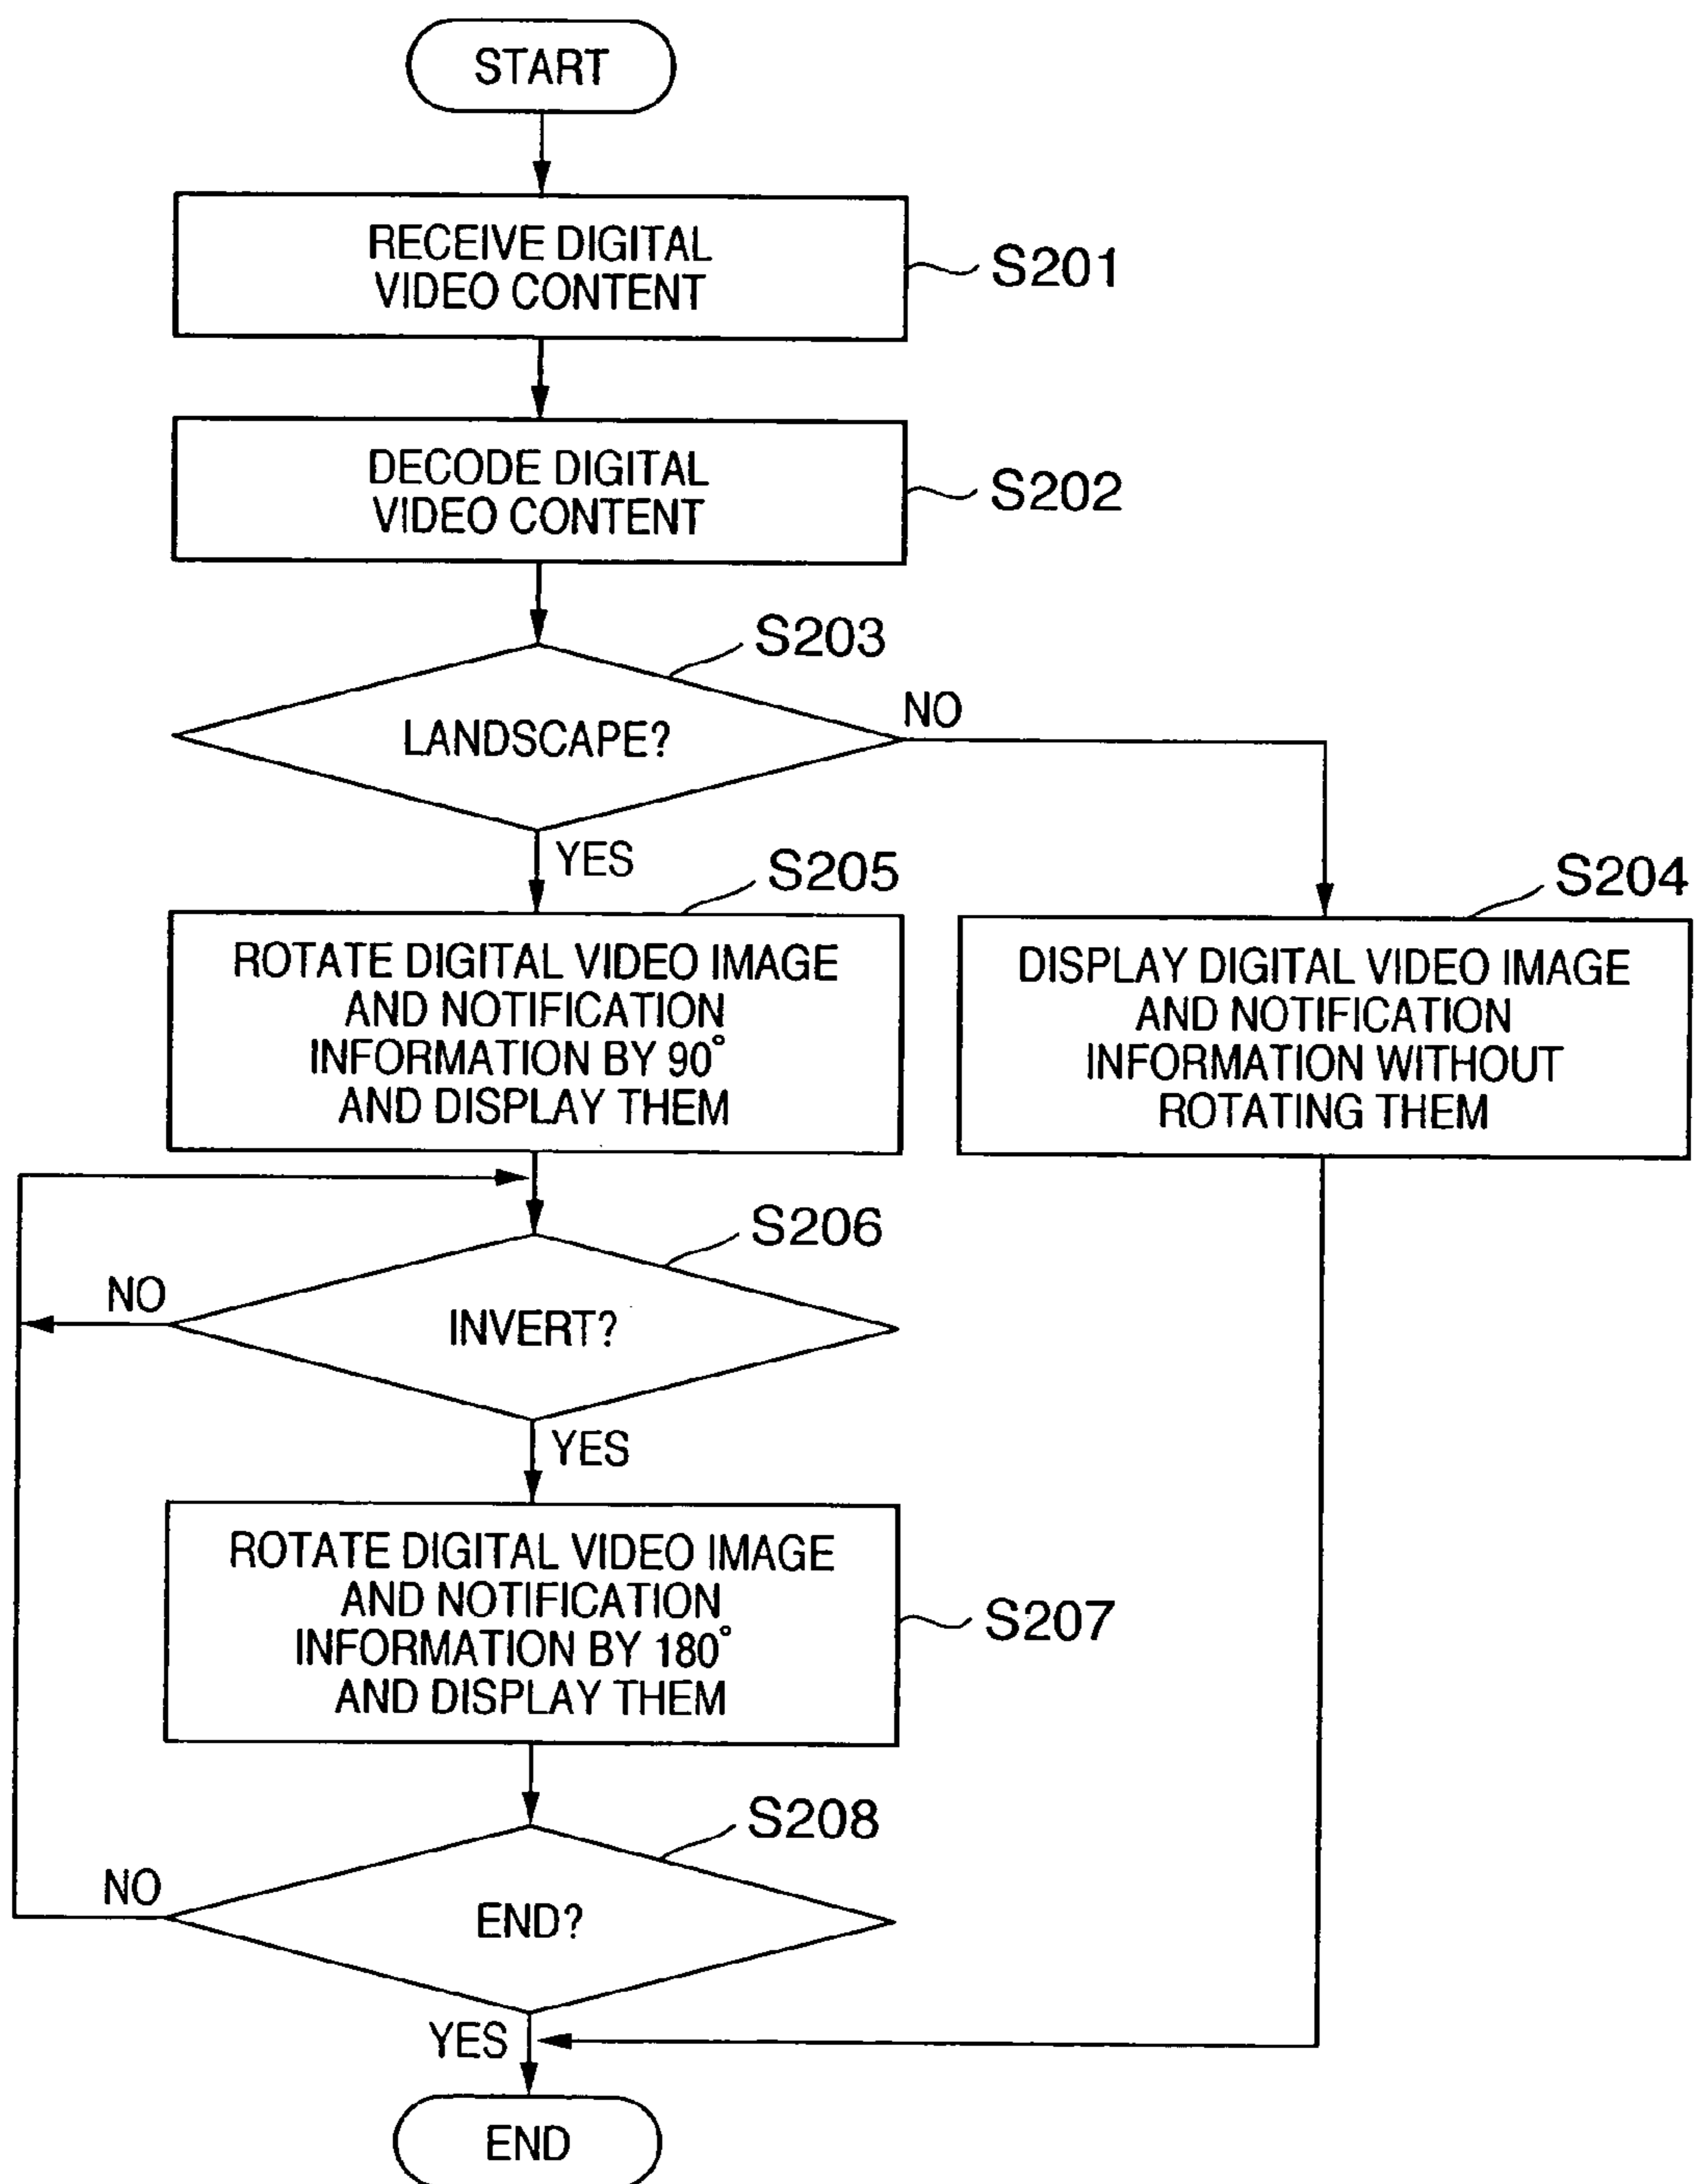 START
RECEIVE DIGITAL
VIDEO CONTENT
S201
DECODE DIGITAL
VIDEO CONTENT
S202
S203
LANDSCAPE?
NO
YES
S205
S204
ROTATE DIGITAL VIDEO IMAGE
AND NOTIFICATION
INFORMATION BY 90°
AND DISPLAY THEM
DISPLAY DIGITAL VIDEO IMAGE
AND NOTIFICATION
INFORMATION WITHOUT
ROTATING THEM
S206
NO
INVERT?
YES
ROTATE DIGITAL VIDEO IMAGE
AND NOTIFICATION
INFORMATION BY 180°
AND DISPLAY THEM
S207
S208
NO
END?
YES
END